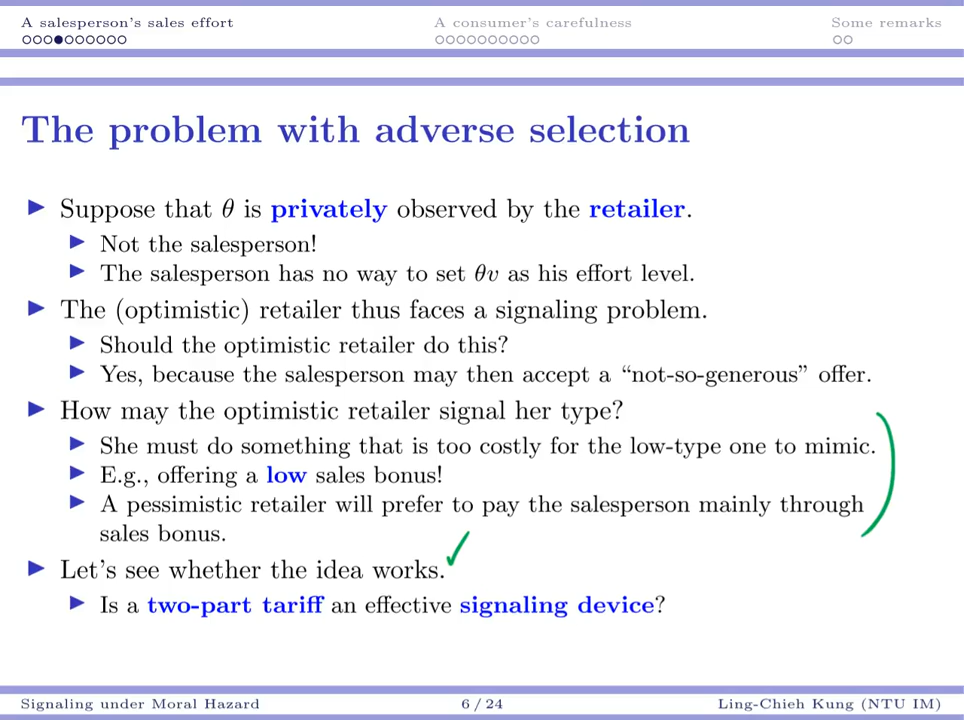 A salesperson's sales effort
A consumer's carefulness
Some remarks
The problem with adverse selection
Suppose that θ is privately observed by the retailer.
Not the salesperson!
The salesperson has no way to set θv as his effort level.
The (optimistic) retailer thus faces a signaling problem.
Should the optimistic retailer do this?
Yes, because the salesperson may then accept a “not-so-generous” offer.
How may the optimistic retailer signal her type?
She must do something that is too costly for the low-type one to mimic.
E.g., offering a low sales bonus!
A pessimistic retailer will prefer to pay the salesperson mainly through
sales bonus.
Let's see whether the idea works.
Is a two-part tariff an effective signaling device?
Signaling under Moral Hazard
6 / 24
Ling-Chieh Kung (NTU IM)